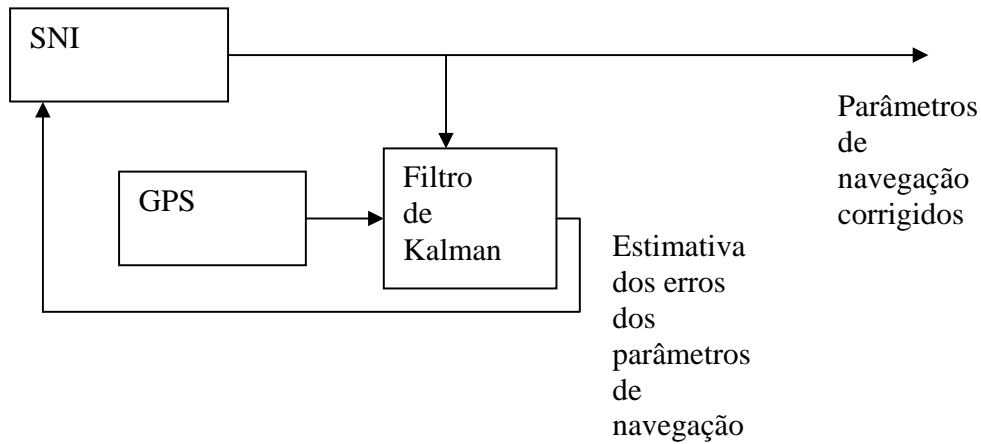 SNI
Parâmetros
de
navegação
corrigidos
GPS
Filtro
de
Kalman
Estimativa
dos erros
dos
parâmetros
de
navegação